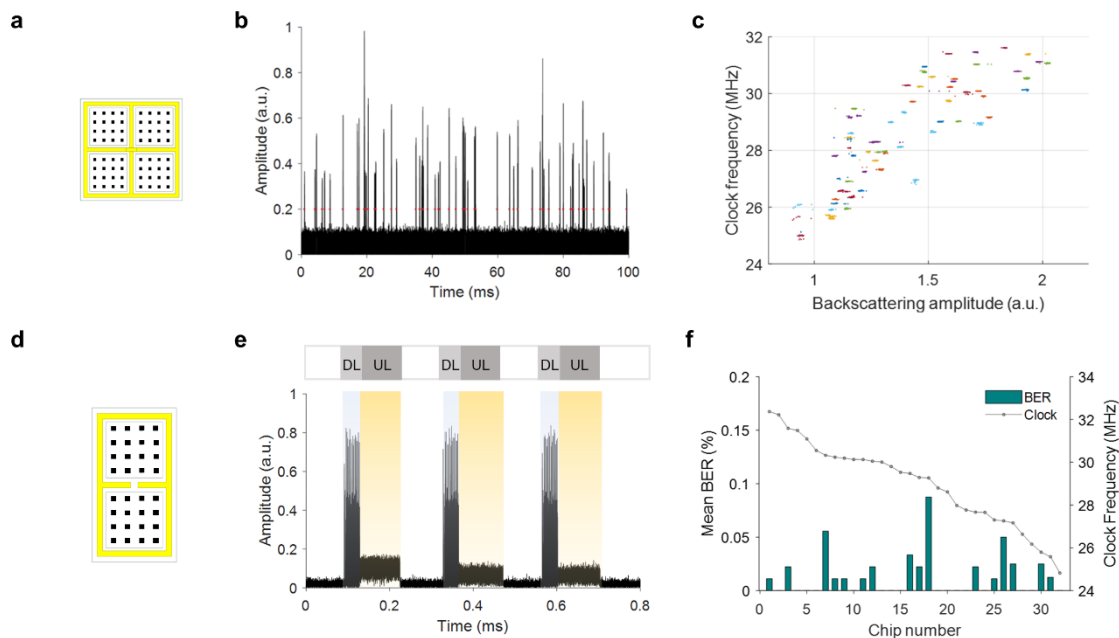 a
b
1
0.8
0.6
0.4
0.2
0
Amplitude (a.u.)
0 20 40 60 80 100
Time (ms)
c
32
30
28
26
24
Clock frequency (MHz)
1 1.5 2
Backscattering amplitude (a.u.)
d
e
DL UL DL UL DL UL
1
0.8
0.6
0.4
0.2
0
Amplitude (a.u.)
0 0.2 0.4 0.6 0.8
Time (ms)
f
0.2
0.15
0.1
0.05
0
Mean BER (%)
BER
Clock
34
32
30
28
26
24
Clock Frequency (MHz)
0 5 10 15 20 25 30
Chip number